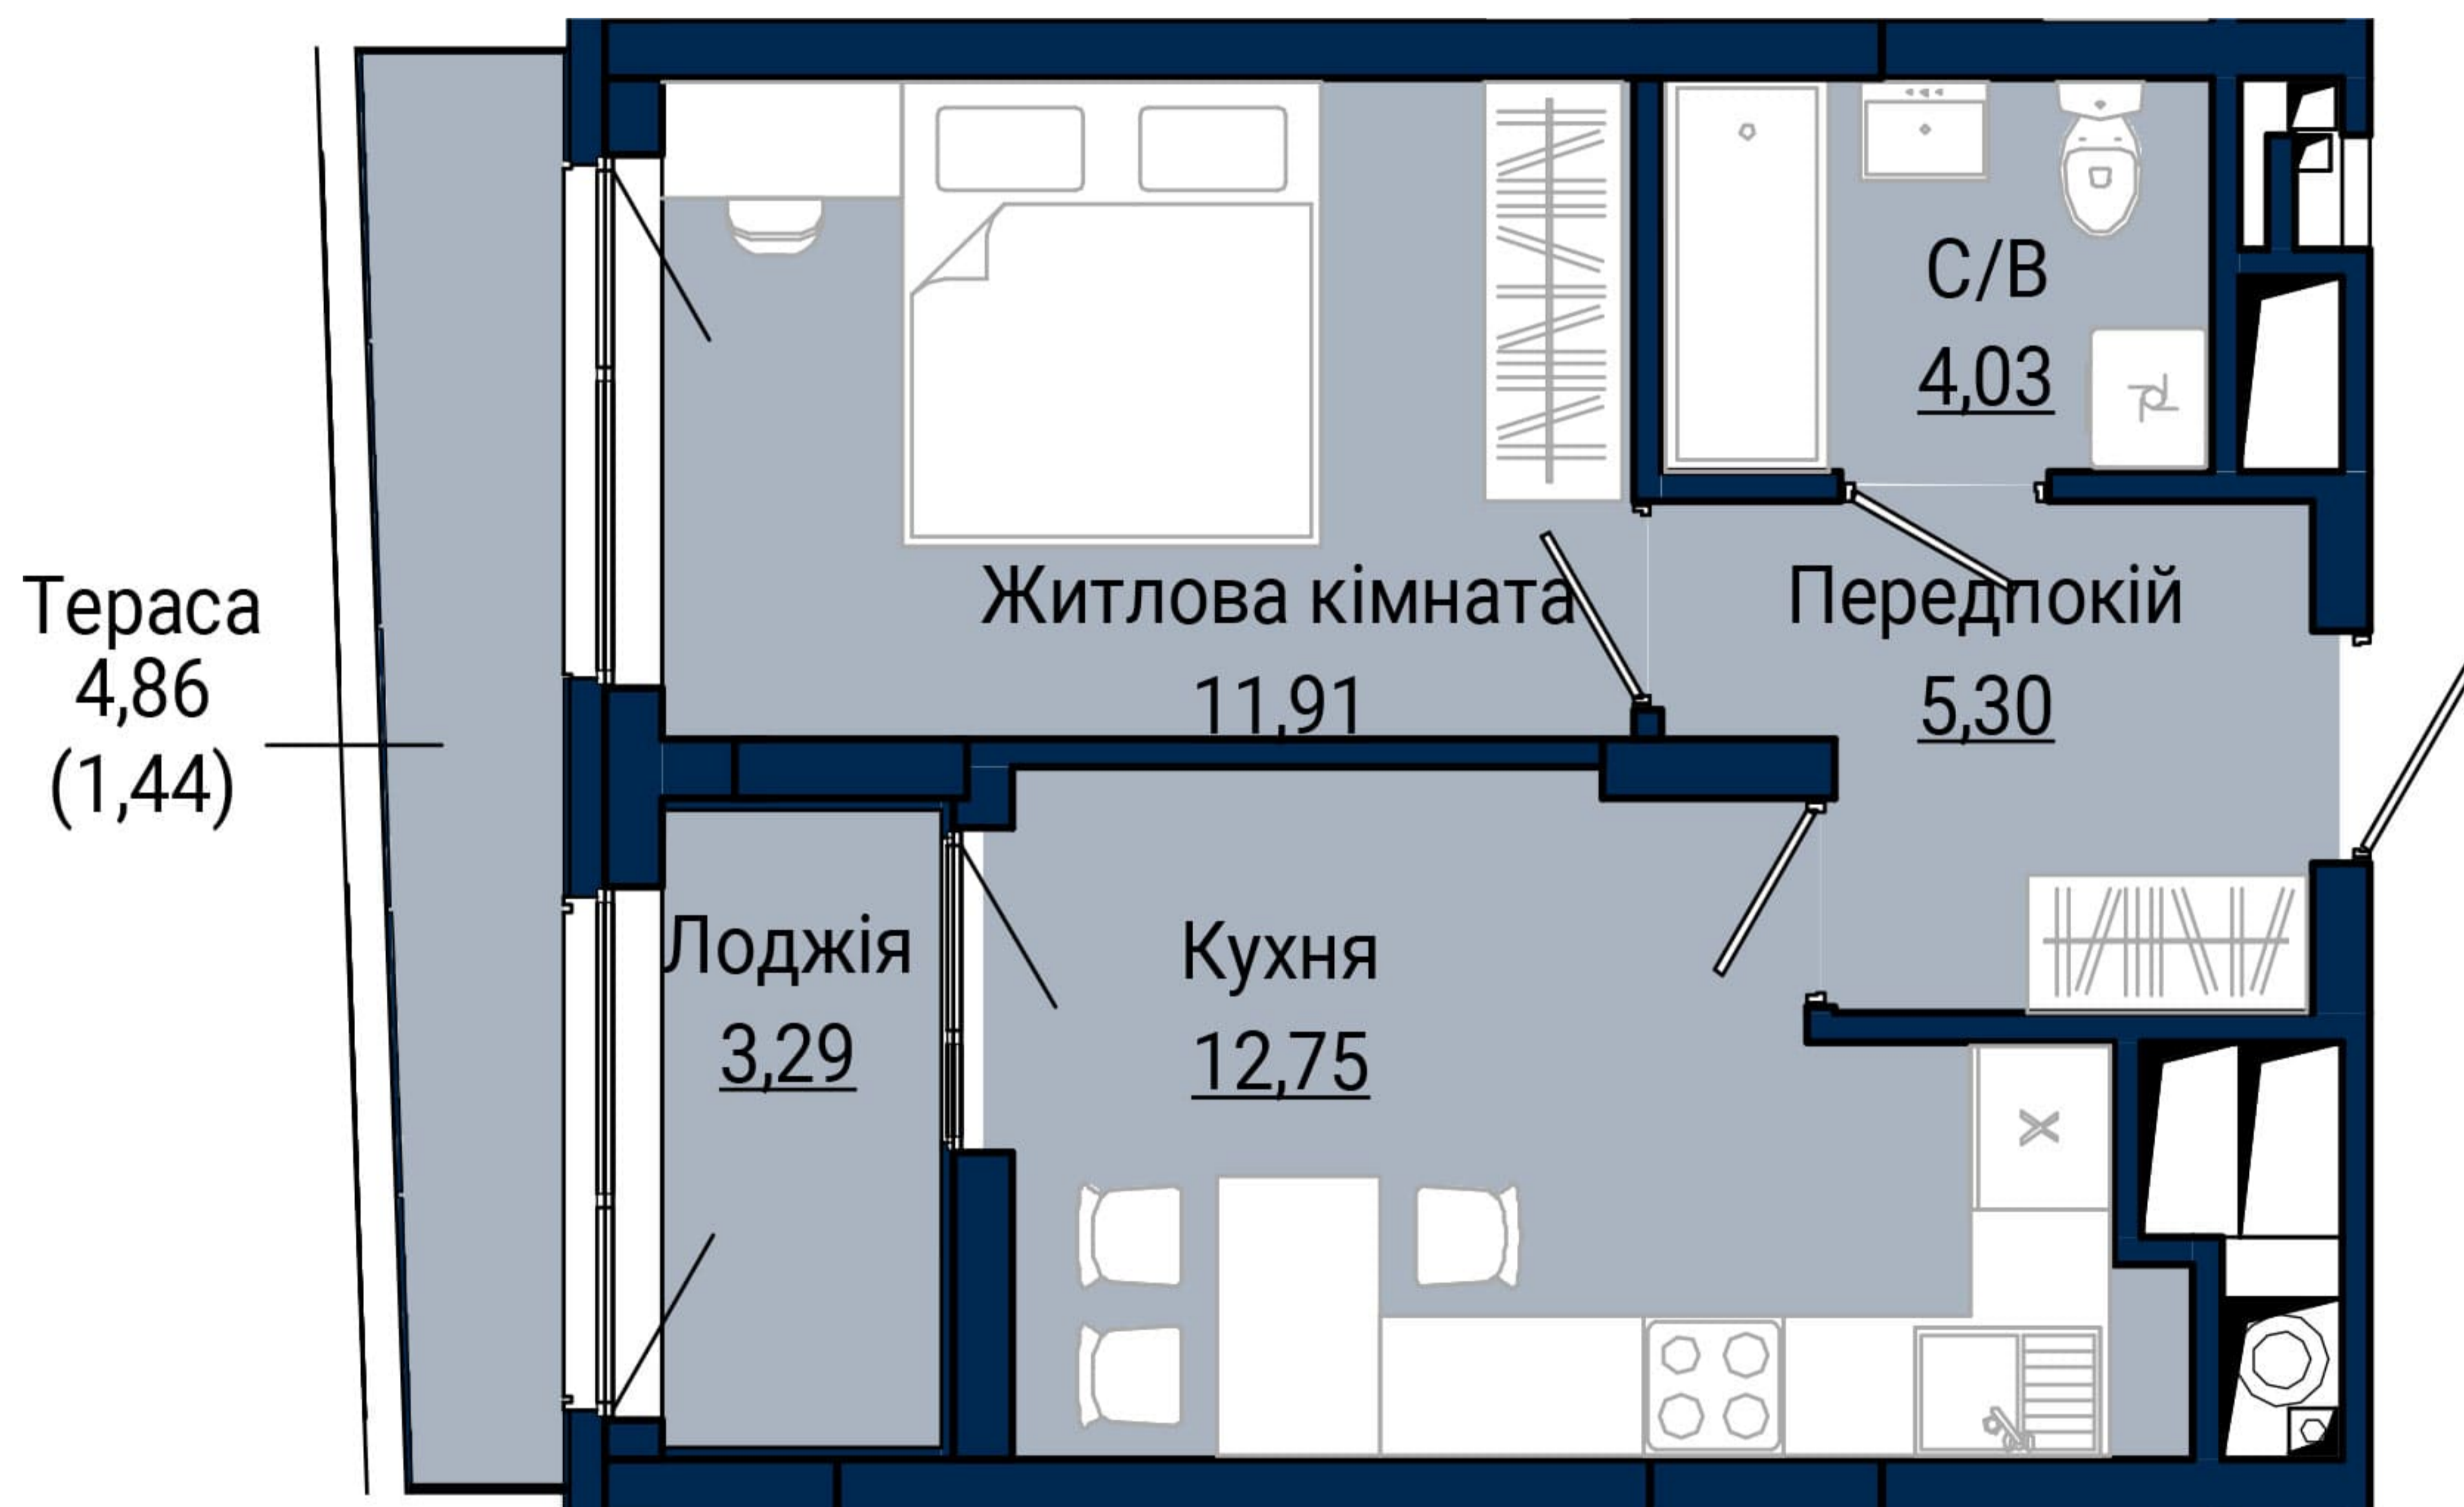 С/В
4,03
Житлова кімната
11,91
Передпокій
5,30
Тераса
4,86
(1,44)
Лоджія
3,29
Кухня
12,75